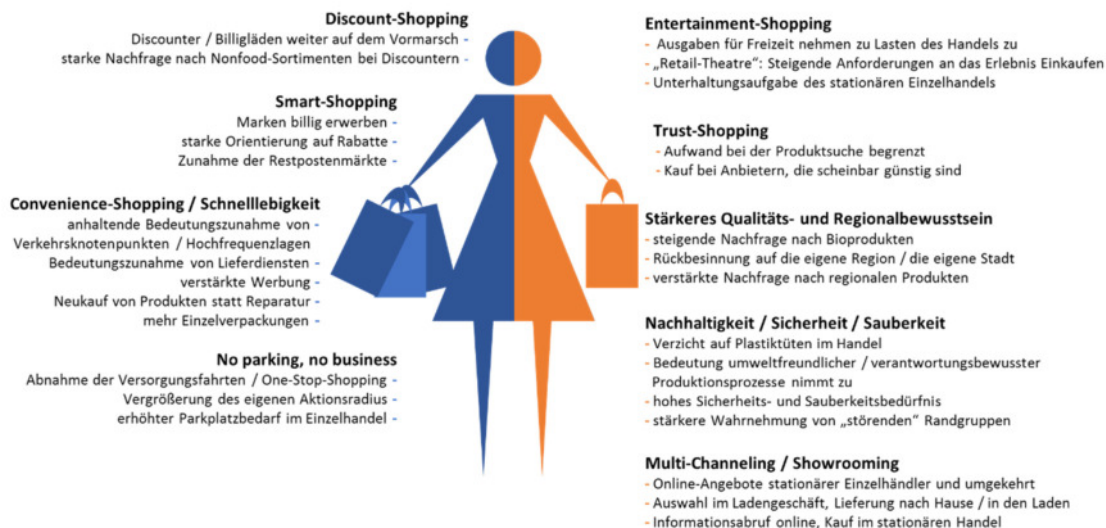 Discount-Shopping
Discounter / Billigläden weiter auf dem Vormarsch -
starke Nachfrage nach Nonfood-Sortimenten bei Discountern -
Smart-Shopping
Marken billig erwerben -
starke Orientierung auf Rabatte -
Zunahme der Restpostenmärkte -
Convenience-Shopping / Schnelllebigkeit
anhaltende Bedeutungszunahme von -
Verkehrsknotenpunkten / Hochfrequenzlagen
Bedeutungszunahme von Lieferdiensten -
verstärkte Werbung -
Neukauf von Produkten statt Reparatur -
mehr Einzelverpackungen -
No parking, no business
Abnahme der Versorgungsfahrten / One-Stop-Shopping -
Vergrößerung des eigenen Aktionsradius -
erhöhter Parkplatzbedarf im Einzelhandel -
Entertainment-Shopping
- Ausgaben für Freizeit nehmen zu Lasten des Handels zu
- „Retail-Theatre“: Steigende Anforderungen an das Erlebnis Einkaufen
- Unterhaltungsaufgabe des stationären Einzelhandels
Trust-Shopping
- Aufwand bei der Produktsuche begrenzt
- Kauf bei Anbietern, die scheinbar günstig sind
Stärkeres Qualitäts- und Regionalbewusstsein
- steigende Nachfrage nach Bioprodukten
- Rückbesinnung auf die eigene Region / die eigene Stadt
- verstärkte Nachfrage nach regionalen Produkten
Nachhaltigkeit / Sicherheit / Sauberkeit
- Verzicht auf Plastiktüten im Handel
- Bedeutung umweltfreundlicher / verantwortungsbewusster
Produktionsprozesse nimmt zu
- hohes Sicherheits- und Sauberkeitsbedürfnis
- stärkere Wahrnehmung von „störenden“ Randgruppen
Multi-Channeling / Showrooming
- Online-Angebote stationärer Einzelhändler und umgekehrt
- Auswahl im Ladengeschäft, Lieferung nach Hause / in den Laden
- Informationsabruf online, Kauf im stationären Handel